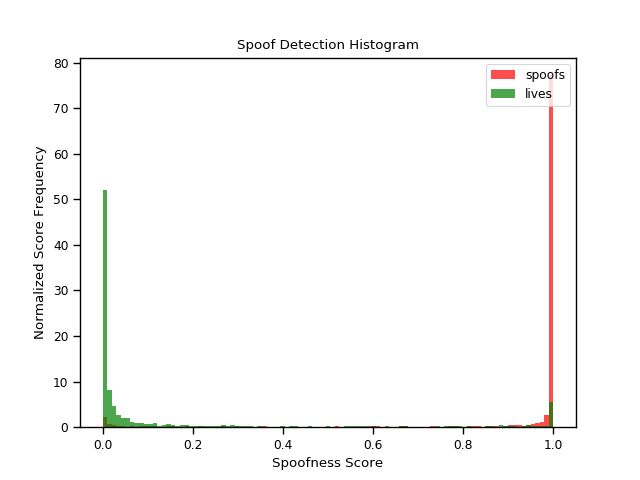 Spoof Detection Histogram
spoofs
lives
Normalized Score Frequency
80
70
60
50
40
30
20
10
0
0.0 0.2 0.4 0.6 0.8 1.0
Spoofness Score